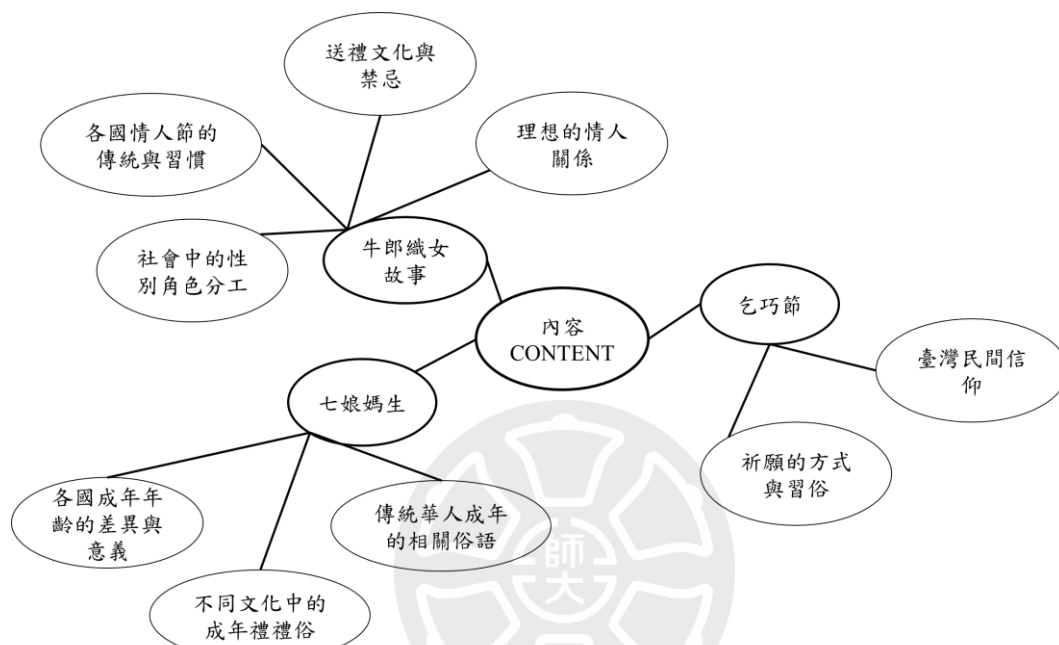 送禮文化與
禁忌
各國情人節的
傳統與習慣
理想的情人
關係
社會中的性
別角色分工
牛郎織女
故事
乞巧節
內容
CONTENT
臺灣民間信
仰
七娘媽生
祈願的方式
與習俗
各國成年年
齡的差異與
意義
傳統華人成年
的相關俗語
不同文化中的
成年禮禮俗
師大